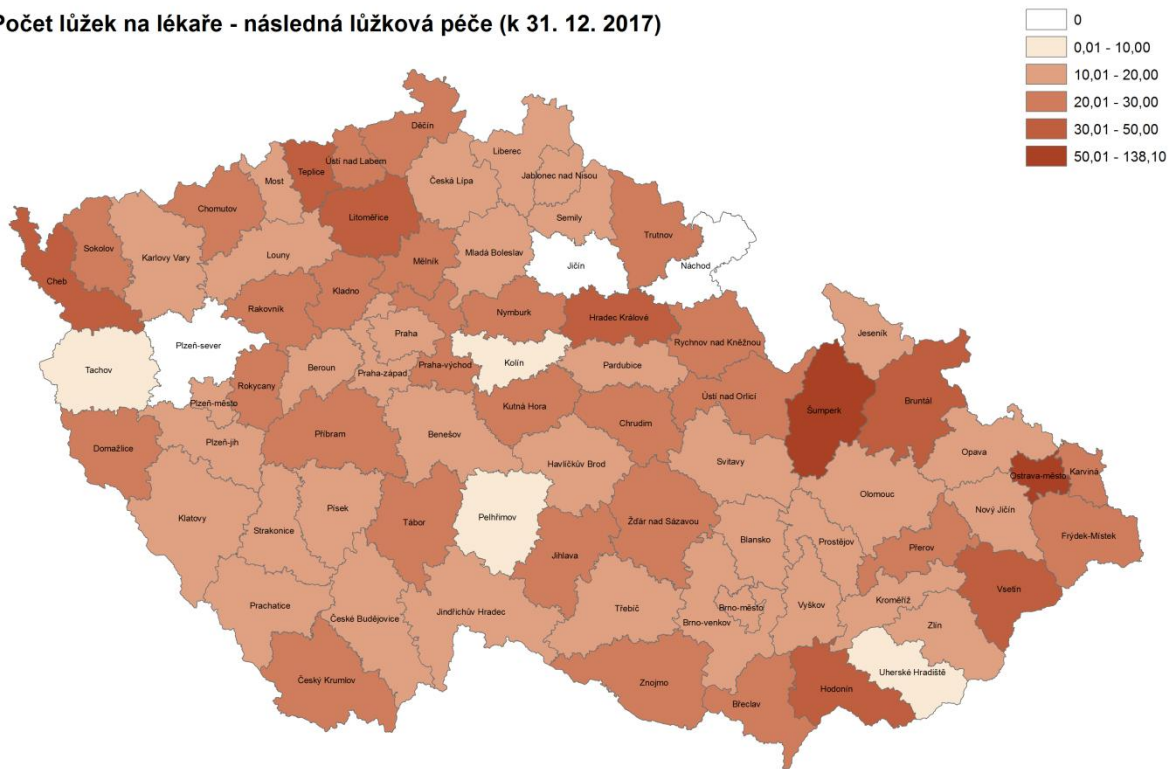 Počet lůžek na lékaře - následná lůžková péče (k 31. 12. 2017)
0
0,01 - 10,00
10,01 - 20,00
20,01 - 30,00
30,01 - 50,00
50,01 - 138,10
Děčín
Liberec
Ústí nad Labem
Teplice
Most
Česká Lípa
Jablonec nad Nisou
Chomutov
Litoměřice
Semily
Trutnov
Sokolov
Karlovy Vary
Louny
Mělník
Mladá Boleslav
Jičín
Náchod
Cheb
Kladno
Rakovník
Nymburk
Hradec Králové
Jeseník
Praha
Rychnov nad Kněžnou
Plzeň-sever
Tachov
Kolín
Pardubice
Beroun
Praha-západ
Praha-východ
Rokycany
Ústí nad Orlicí
Šumperk
Bruntál
Plzeň-město
Kutná Hora
Chrudim
Příbram
Benešov
Domažlice
Plzeň-jih
Havlíčkův Brod
Svitavy
Opava
Ostrava-město
Karviná
Olomouc
Klatovy
Písek
Strakonice
Tábor
Pelhřimov
Žďár nad Sázavou
Nový Jičín
Frýdek-Místek
Blansko
Prostějov
Přerov
Jihlava
Vsetín
Prachatice
České Budějovice
Jindřichův Hradec
Třebíč
Brno-město
Brno-venkov
Vyškov
Kroměříž
Zlín
Uherské Hradiště
Český Krumlov
Znojmo
Břeclav
Hodonín